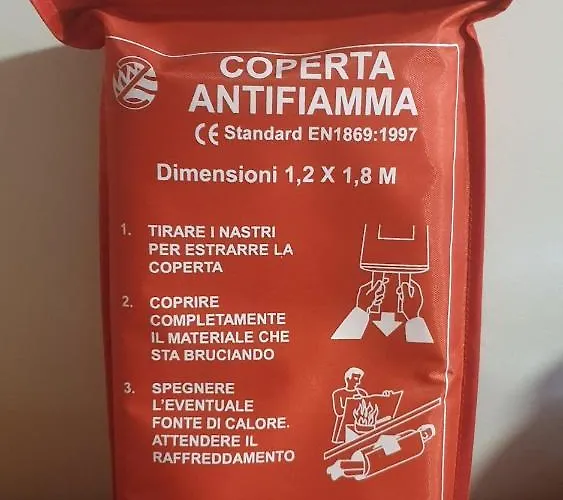 COPERTA
ANTIFIAMMA
CE Standard EN1869:1997
Dimensioni 1,2 X 1,8 M
1. TIRARE I NASTRI
PER ESTRARRE LA
COPERTA
2. COPRIRE
COMPLETAMENTE
IL MATERIALE CHE
STA BRUCIANDO
3. SPEGNERE
L'EVENTUALE
FONTE DI CALORE.
ATTENDERE IL
RAFFREDDAMENTO